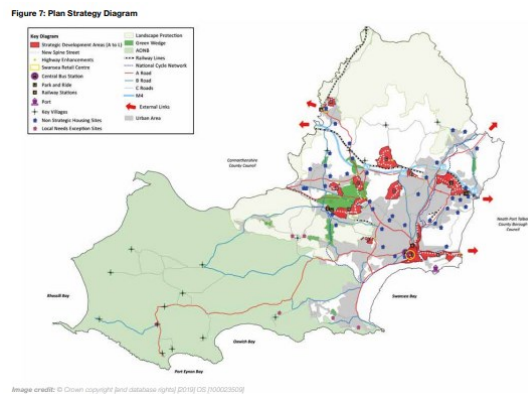 Figure 7: Plan Strategy Diagram
Key Diagram
Strategic Development Areas (A to L)
New Spine Street
Highway Enhancements
Swansea Retail Centre
Central Bus Station
Park and Ride
Railway Stations
Port
Key Villages
Non Strategic Housing Sites
Local Needs Exception Sites
Landscape Protection
Green Wedge
AONB
Railway Lines
National Cycle Network
A Road
B Road
C Roads
M4
External Links
Urban Area
Carmarthenshire
County Council
Neath Port Talbot
County Borough
Council
Rhossili Bay
Swansea Bay
Oxwich Bay
Port Eynon Bay
Image credit: © Crown copyright [and database rights] [2019] OS [100023509]